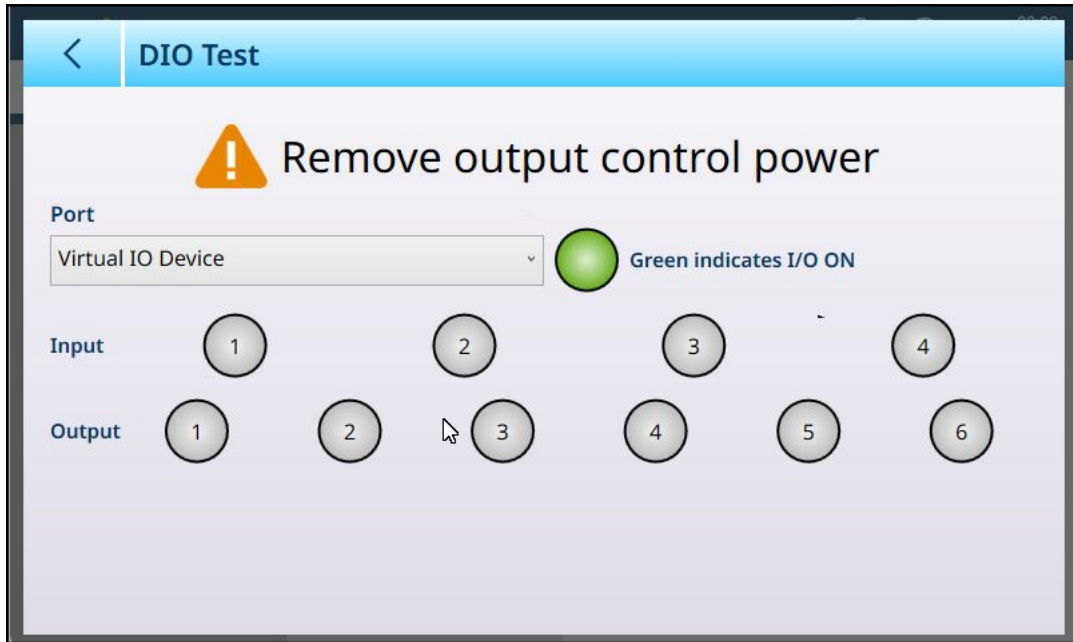 DIO Test
Remove output control power
Port
Virtual IO Device
Green indicates I/O ON
Input 1 2 3 4
Output 1 2 3 4 5 6